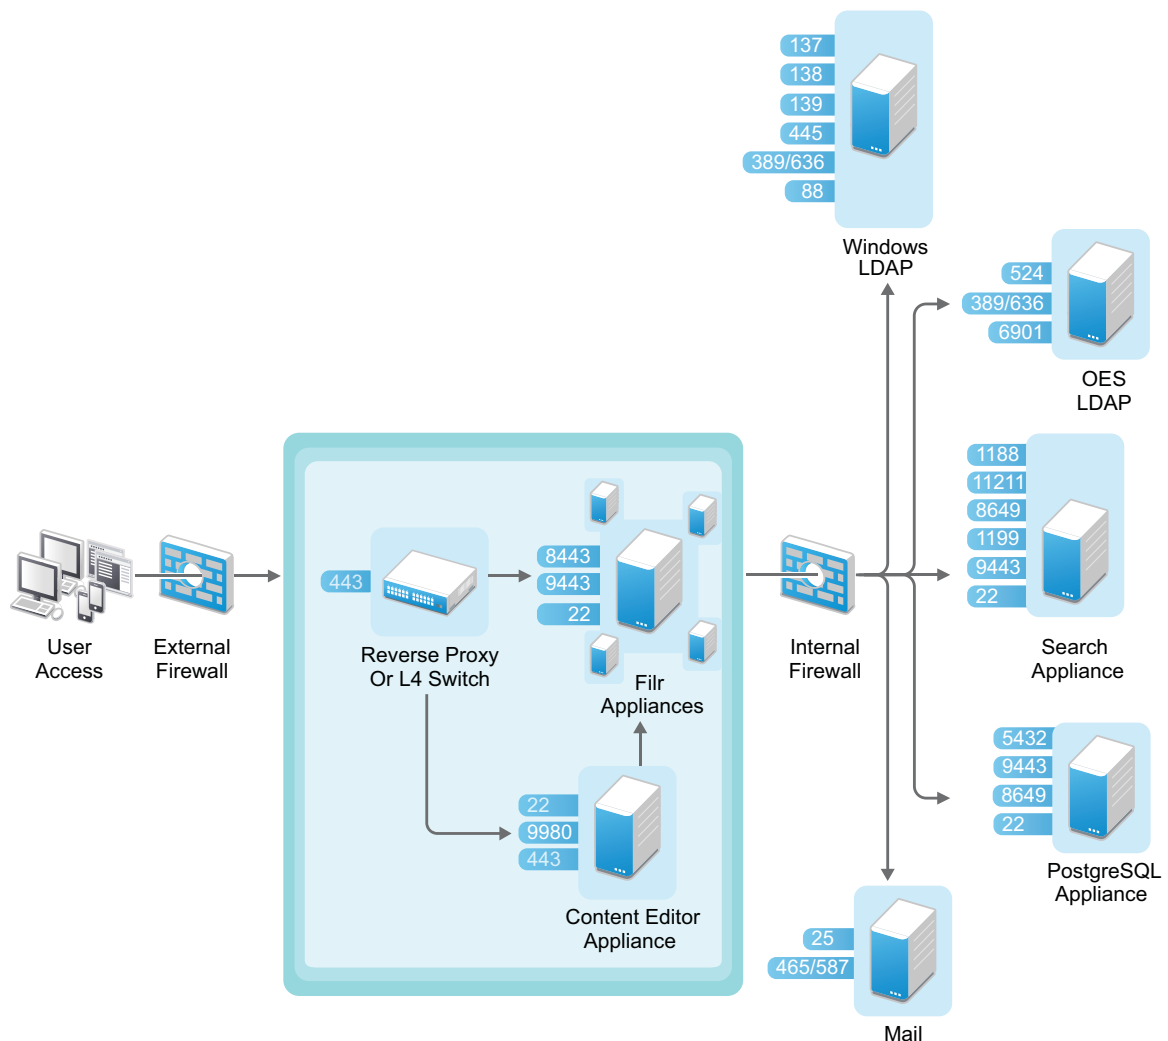 137
138
139
445
389/636
88
Windows
LDAP
524
389/636
6901
OES
LDAP
1188
11211
8649
1199
9443
22
Search
Appliance
User
Access
External
Firewall
443
Reverse Proxy
Or L4 Switch
8443
9443
22
Filr
Appliances
Internal
Firewall
22
9980
443
Content Editor
Appliance
5432
9443
8649
22
PostgreSQL
Appliance
25
465/587
Mail